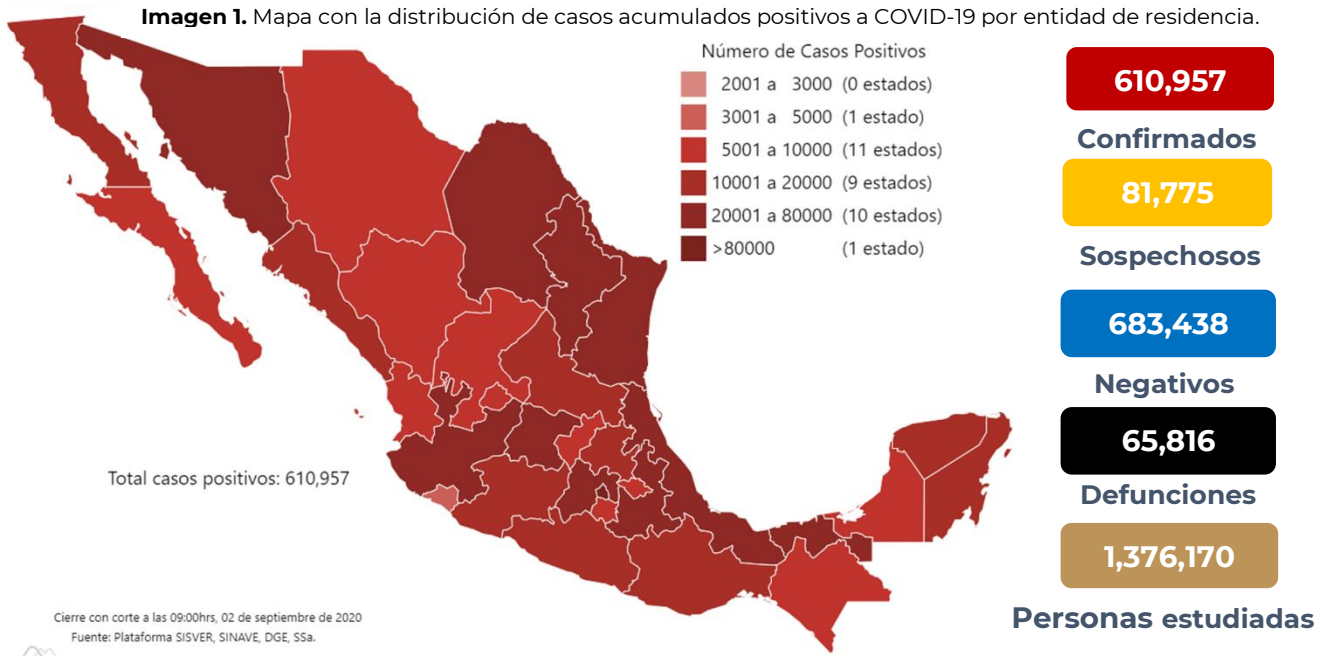 Imagen 1. Mapa con la distribución de casos acumulados positivos a COVID-19 por entidad de residencia.
Número de Casos Positivos
2001 a 3000 (0 estados)
3001 a 5000 (1 estado)
5001 a 10000 (11 estados)
10001 a 20000 (9 estados)
20001 a 80000 (10 estados)
>80000 (1 estado)
610,957
Confirmados
81,775
Sospechosos
683,438
Negativos
65,816
Defunciones
1,376,170
Personas estudiadas
Total casos positivos: 610,957
Cierre con corte a las 09:00hrs, 02 de septiembre de 2020
Fuente: Plataforma SISVER, SINAVE, DGE, SSa.